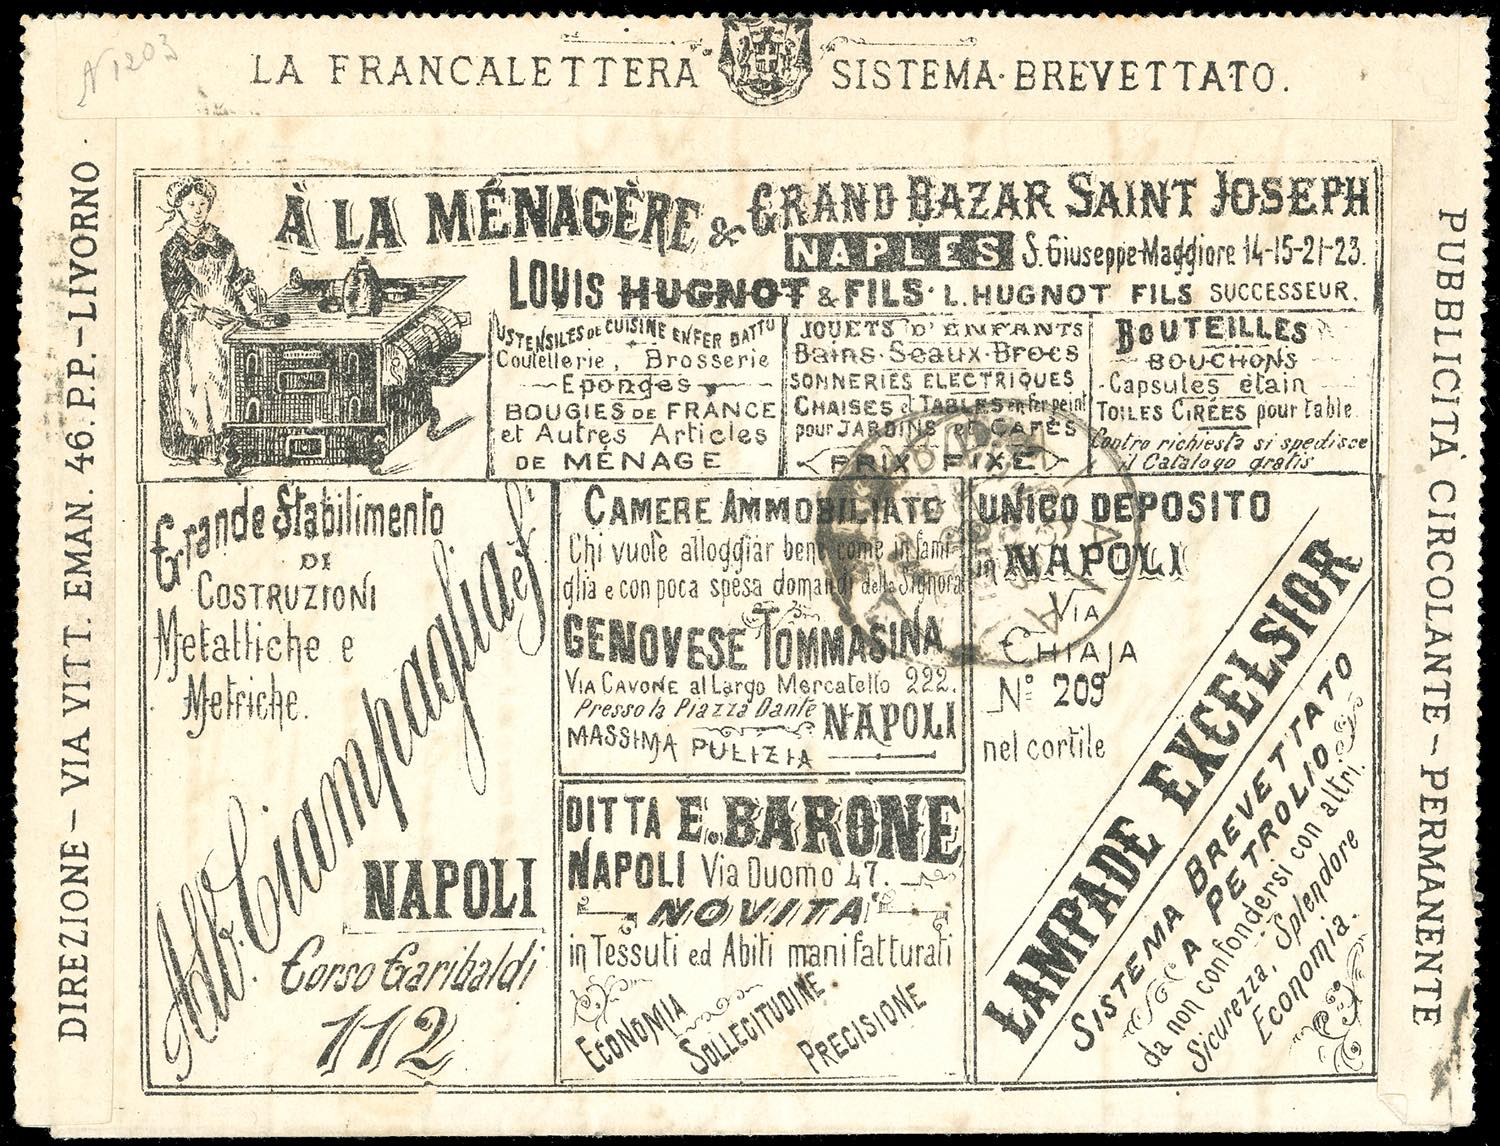 N 1203
LA FRANCALETTERA SISTEMA·BREVETTATO.
DIREZIONE – VIA VITT. EMAN. 46. P.P. – LIVORNO
PUBBLICITÀ CIRCOLANTE – PERMANENTE
À LA MÉNAGÈRE & GRAND BAZAR SAINT JOSEPH
NAPLES S. Giuseppe Maggiore 14-15-21-23.
LOUIS HUGNOT & FILS · L. HUGNOT FILS SUCCESSEUR.
USTENSILES DE CUISINE EN FER BATTU
Coutellerie, Brosserie
Eponges
BOUGIES DE FRANCE
et Autres Articles
DE MÉNAGE
JOUETS D'ENFANTS
Bains-Seaux-Brocs
SONNERIES ELECTRIQUES
CHAISES et TABLES en fer peint
pour JARDINS et CAFÉS
PRIX FIXE
BOUTEILLES
BOUCHONS
Capsules étain
TOILES CIRÉES pour table
Contro richiesta si spedisce
il Catalogo gratis
Grande Stabilimento
DI
COSTRUZIONI
Metalliche e
Metriche.
Alb. Ciampaglia e f.i
NAPOLI
Corso Garibaldi
112
CAMERE AMMOBILIATE
Chi vuole alloggiar bene come in fami-
glia e con poca spesa domandi della Signora
GENOVESE TOMMASINA
VIA CAVONE al Largo Mercatello 222.
Presso la Piazza Dante NAPOLI
MASSIMA PULIZIA
DITTA E. BARONE
NAPOLI Via Duomo 47.
NOVITA'
in Tessuti ed Abiti manifatturati
ECONOMIA
SOLLECITUDINE
PRECISIONE
UNICO DEPOSITO
in NAPOLI
VIA
CHIAJA
N.º 209
nel cortile
LAMPADE EXCELSIOR
SISTEMA BREVETTATO
A PETROLIO
da non confondersi con altri.
Sicurezza, Splendore
Economia.